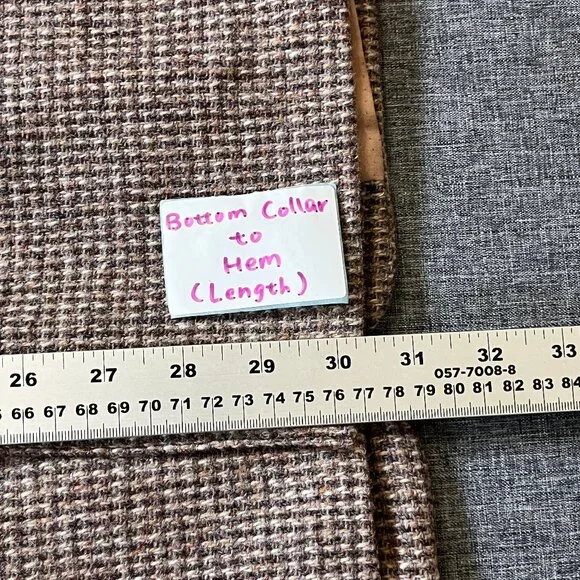 Bottom Collar
to
Hem
(Length)
26 27 28 29 30 31 32 33
057-7008-8
66 67 68 69 70 71 72 73 74 75 76 77 78 79 80 81 82 83 84